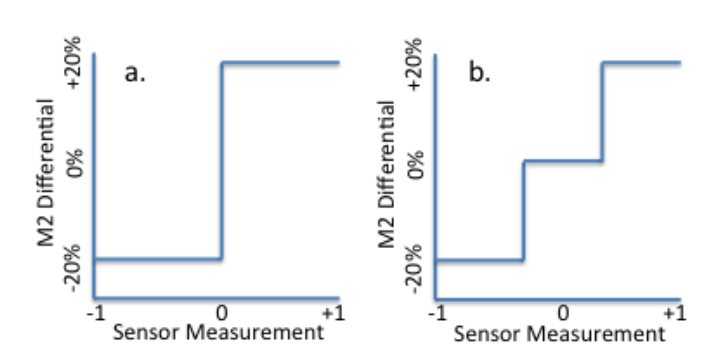 a.
M2 Differential
+20%
0%
-20%
-1 0 +1
Sensor Measurement
b.
M2 Differential
+20%
0%
-20%
-1 0 +1
Sensor Measurement